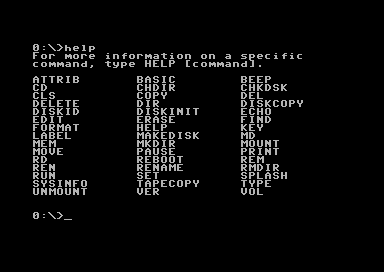 0:\>help
For more information on a specific
command, type HELP [command].
ATTRIB BASIC BEEP
CD CHDIR CHKDSK
CLS COPY DEL
DELETE DIR DISKCOPY
DISKID DISKINIT ECHO
EDIT ERASE FIND
FORMAT HELP KEY
LABEL MAKEDISK MD
MEM MKDIR MOUNT
MOVE PAUSE PRINT
RD REBOOT REM
REN RENAME RMDIR
RUN SET SPLASH
SYSINFO TAPECOPY TYPE
UNMOUNT VER VOL
0:\>_